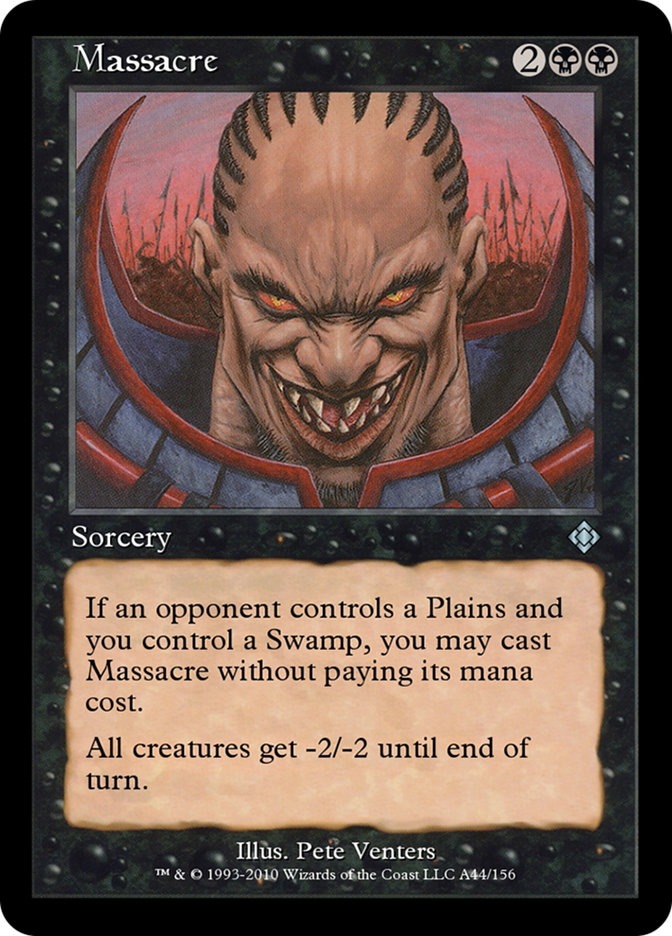 Massacre 2
Sorcery
If an opponent controls a Plains and
you control a Swamp, you may cast
Massacre without paying its mana
cost.
All creatures get -2/-2 until end of
turn.
Illus. Pete Venters
™ & © 1993-2010 Wizards of the Coast LLC A44/156